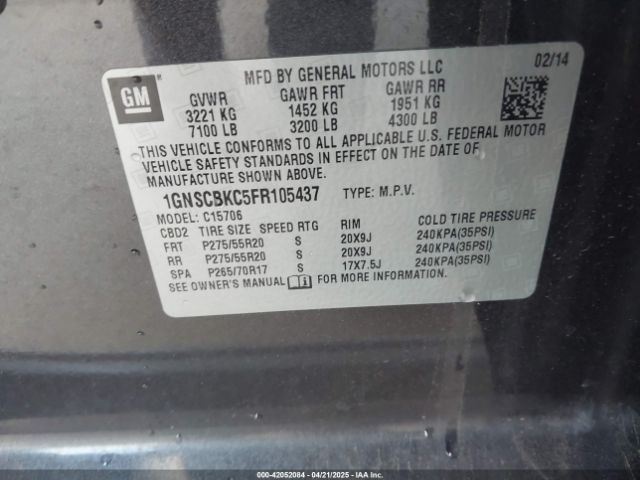 GM
MFD BY GENERAL MOTORS LLC 02/14
GVWR GAWR FRT GAWR RR
3221 KG 1452 KG 1951 KG
7100 LB 3200 LB 4300 LB
THIS VEHICLE CONFORMS TO ALL APPLICABLE U.S. FEDERAL MOTOR
VEHICLE SAFETY STANDARDS IN EFFECT ON THE DATE OF
MANUFACTURE SHOWN ABOVE.
1GNSCBKC5FR105437 TYPE: M.P.V.
MODEL: C15706
CBD2 TIRE SIZE SPEED RTG RIM COLD TIRE PRESSURE
FRT P275/55R20 S 20X9J 240KPA(35PSI)
RR P275/55R20 S 20X9J 240KPA(35PSI)
SPA P265/70R17 S 17X7.5J 240KPA(35PSI)
SEE OWNER'S MANUAL FOR MORE INFORMATION.
000-42052084 - 04/21/2025 - IAAI.COM